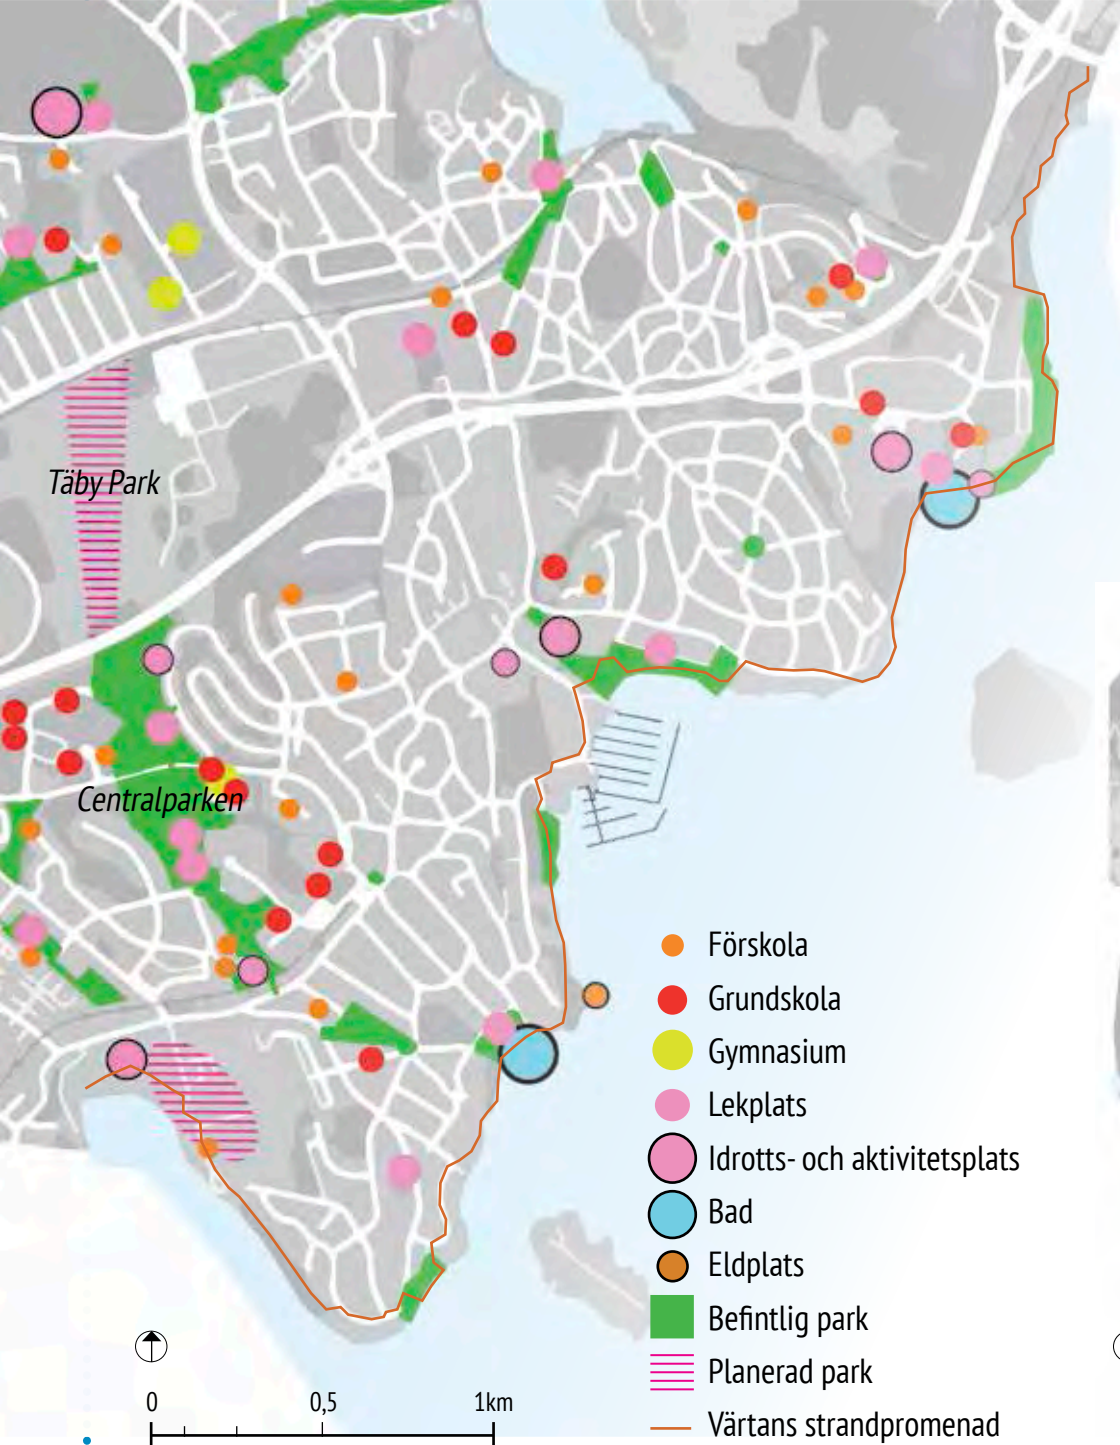 Täby Park
Centralparken
Förskola
Grundskola
Gymnasium
Lekplats
Idrotts- och aktivitetsplats
Bad
Eldplats
Befintlig park
Planerad park
Värtans strandpromenad
0 0,5 1km